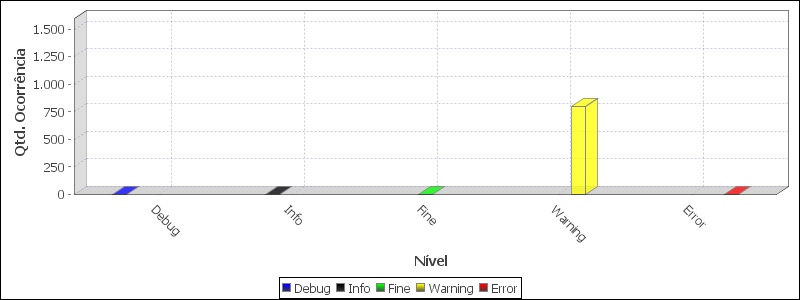 Qtd. Ocorrência
1.500
1.250
1.000
750
500
250
0
Debug
Info
Fine
Warning
Error
Nível
Debug Info Fine Warning Error